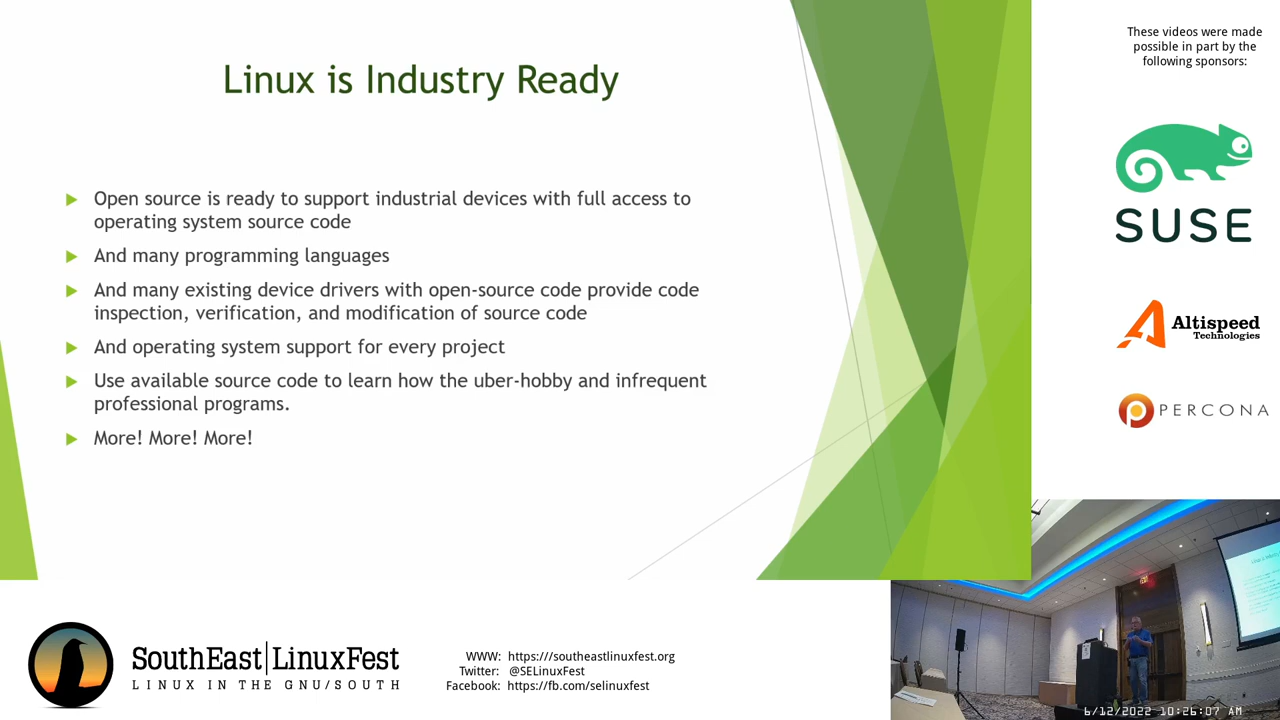 Linux is Industry Ready
Open source is ready to support industrial devices with full access to
operating system source code
And many programming languages
And many existing device drivers with open-source code provide code
inspection, verification, and modification of source code
And operating system support for every project
Use available source code to learn how the uber-hobby and infrequent
professional programs.
More! More! More!
These videos were made
possible in part by the
following sponsors:
SUSE
Altispeed
Technologies
PERCONA
SouthEast|LinuxFest
LINUX IN THE GNU/SOUTH
WWW: https:///southeastlinuxfest.org
Twitter: @SELinuxFest
Facebook: https://fb.com/selinuxfest
6/12/2022 10:26:07 AM